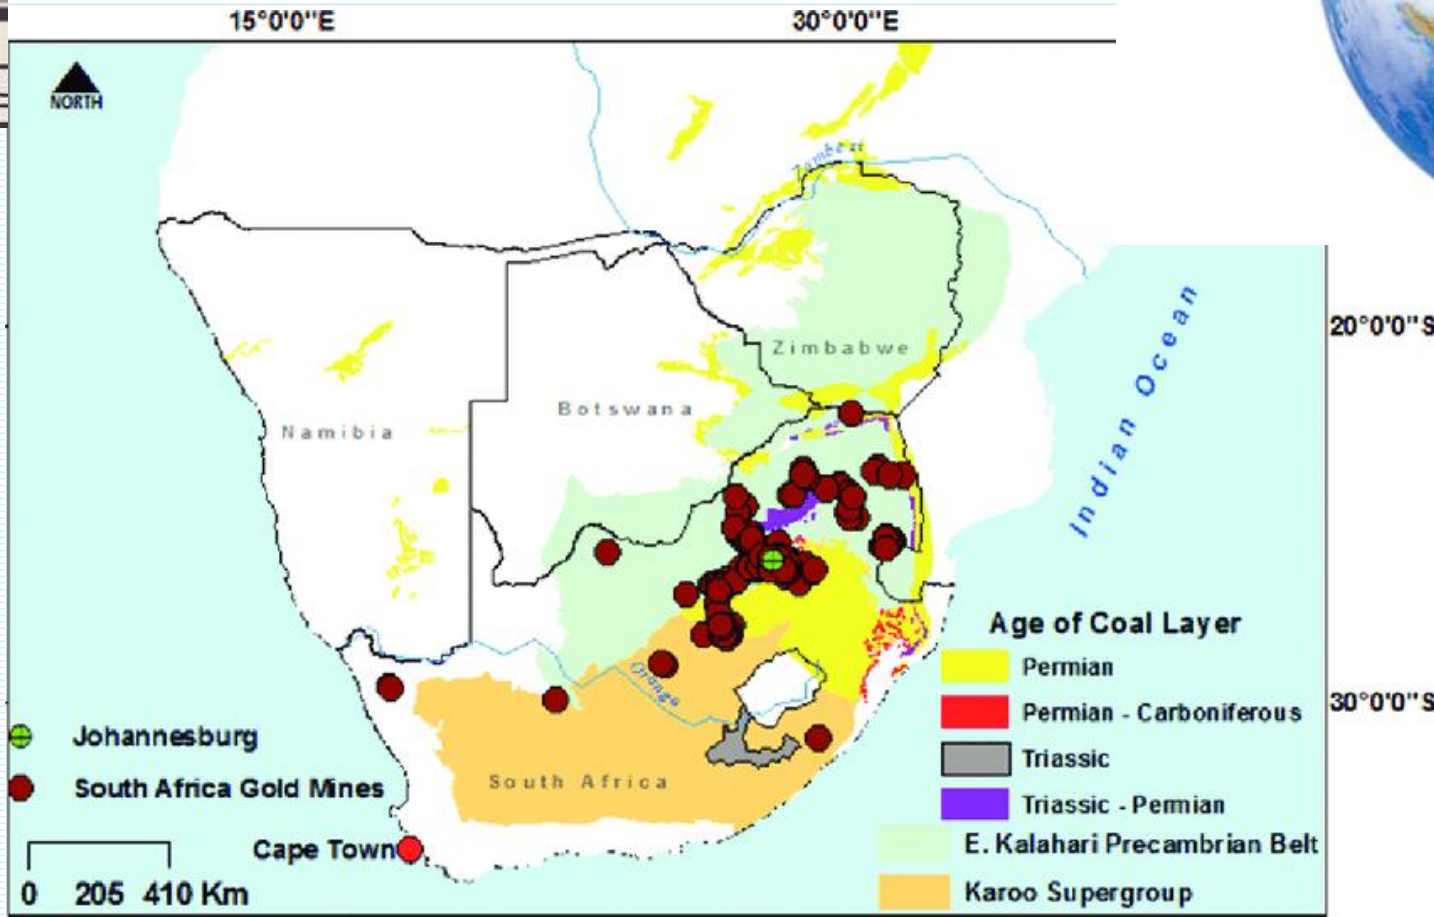 15°0'0"E
30°0'0"E
NORTH
Zambezi
20°0'0"S
Indian Ocean
Zimbabwe
Botswana
Namibia
Orange
Age of Coal Layer
Permian
30°0'0"S
Permian - Carboniferous
Johannesburg
Triassic
South Africa
South Africa Gold Mines
Triassic - Permian
E. Kalahari Precambrian Belt
Cape Town
0 205 410 Km
Karoo Supergroup